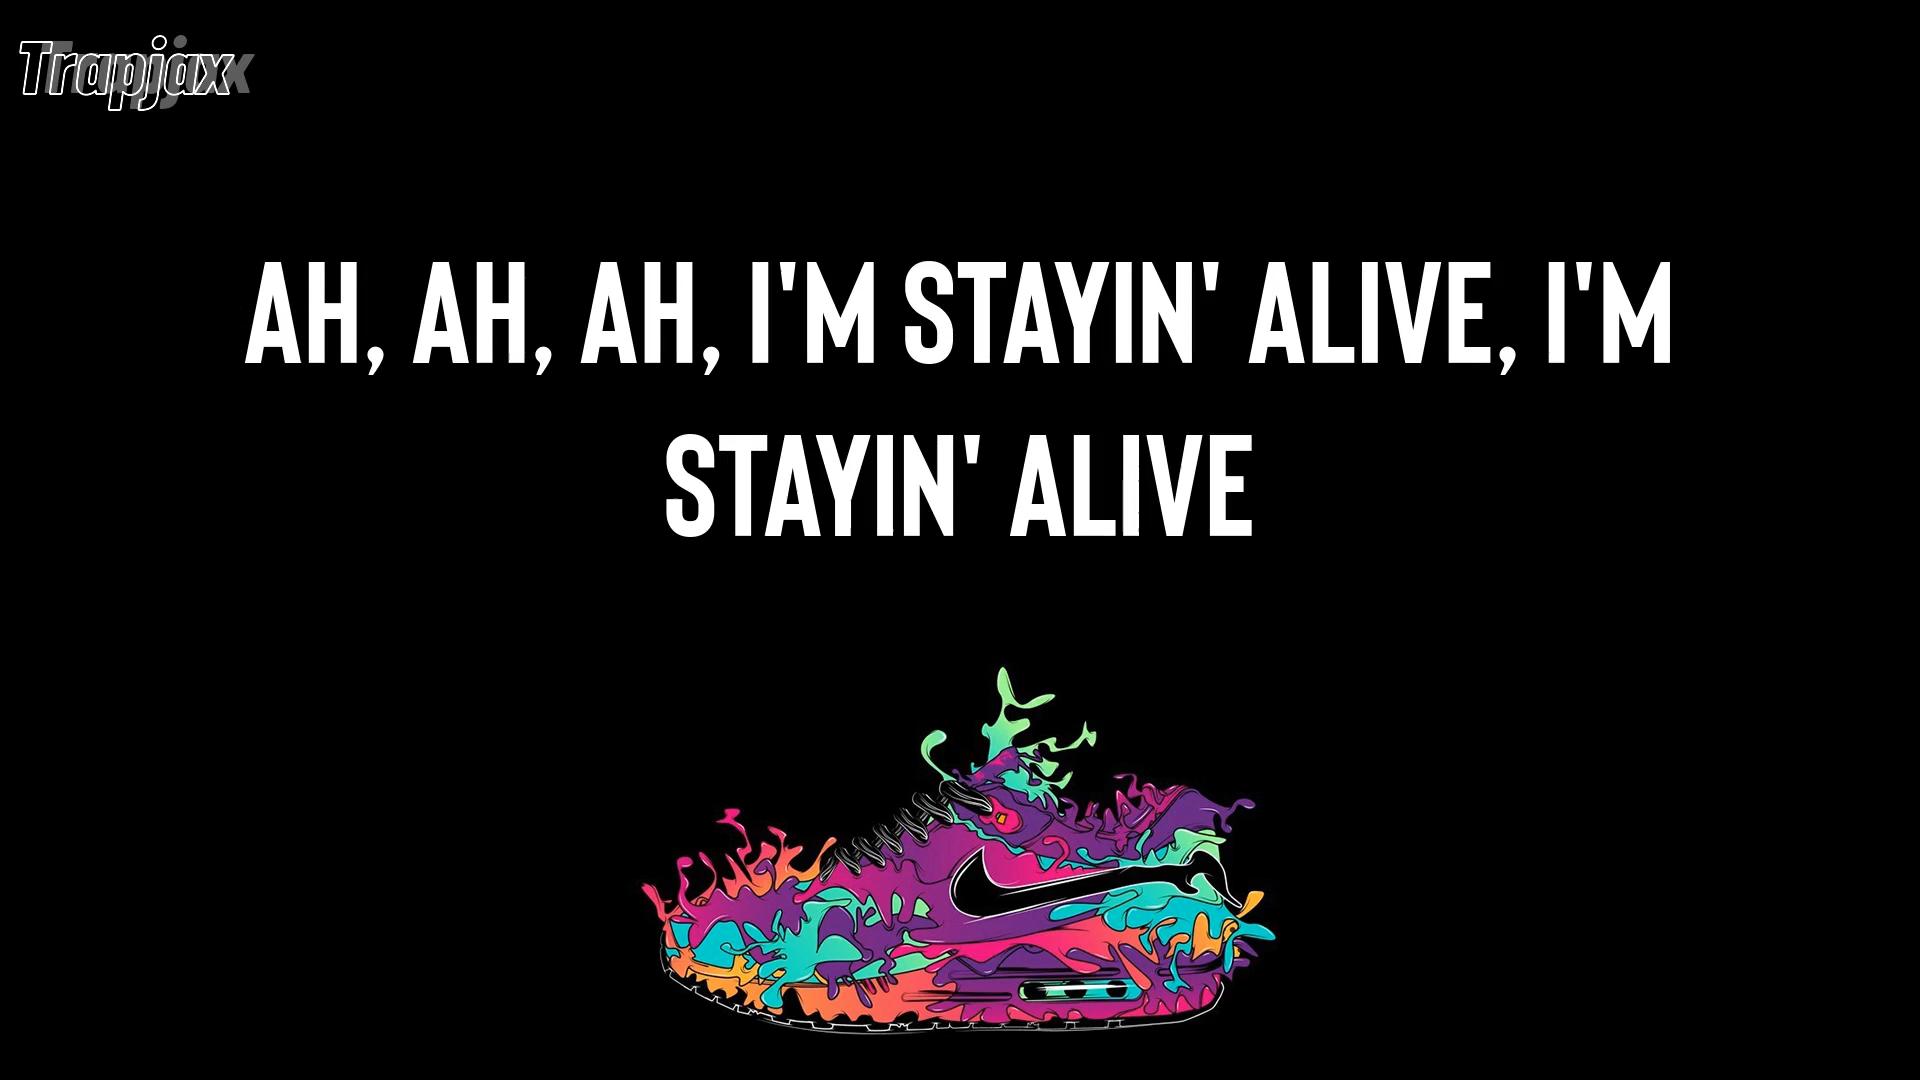 Trapjax
AH, AH, AH, I'M STAYIN' ALIVE, I'M
STAYIN' ALIVE